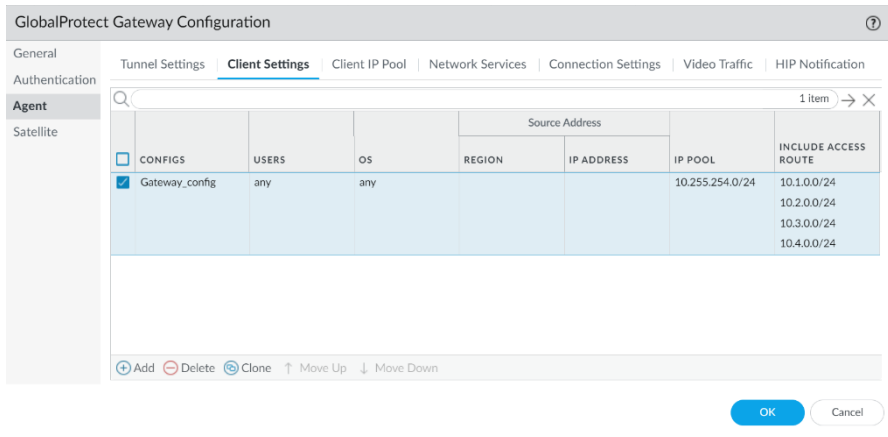 GlobalProtect Gateway Configuration
General
Authentication
Agent
Satellite
Tunnel Settings Client Settings Client IP Pool Network Services Connection Settings Video Traffic HIP Notification
1 item
Source Address
CONFIGS USERS OS REGION IP ADDRESS IP POOL INCLUDE ACCESS ROUTE
Gateway_config any any 10.255.254.0/24 10.1.0.0/24
10.2.0.0/24
10.3.0.0/24
10.4.0.0/24
Add Delete Clone Move Up Move Down
OK Cancel